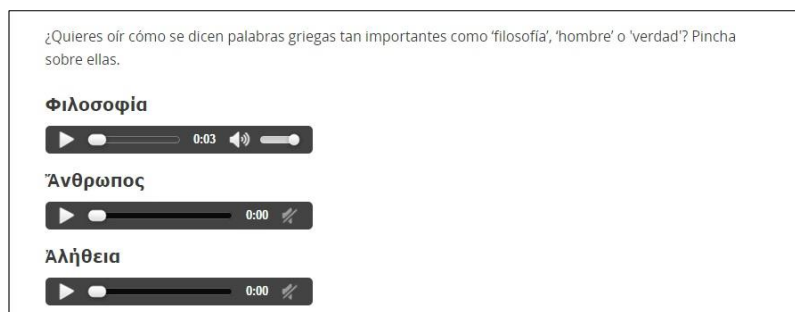 ¿Quieres oír cómo se dicen palabras griegas tan importantes como ‘filosofía’, ‘hombre’ o 'verdad'? Pincha
sobre ellas.
Φιλοσοφία
0:03
Ἄνθρωπος
0:00
Ἀλήθεια
0:00